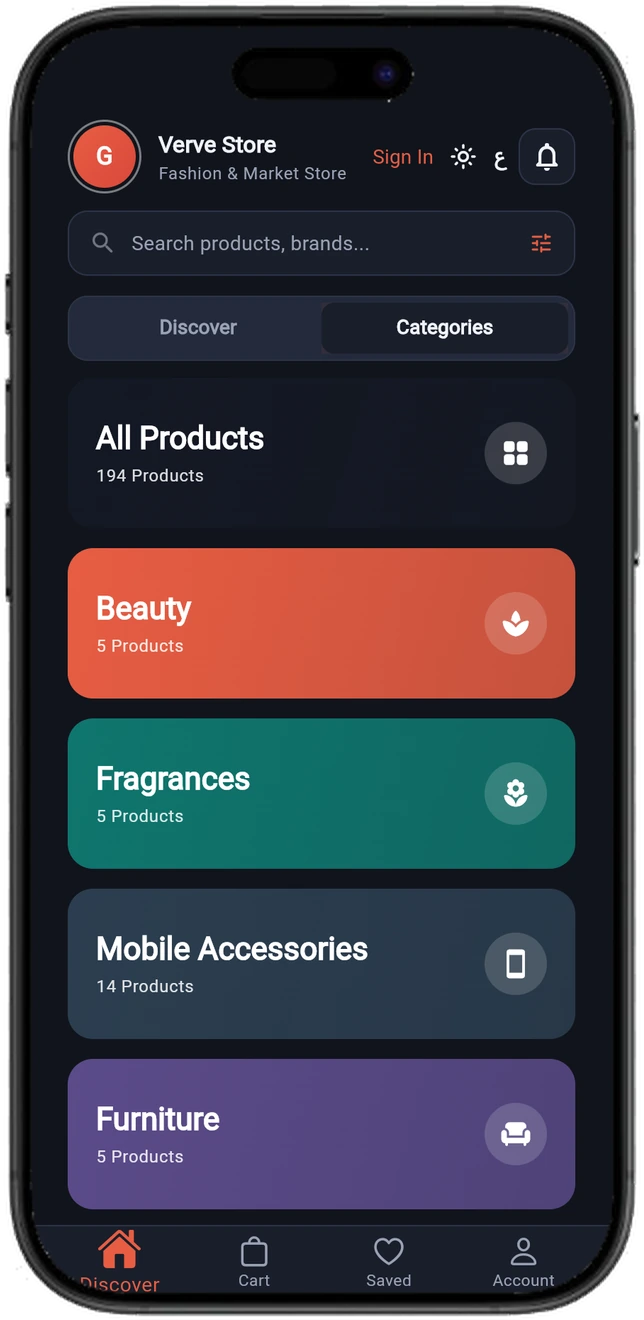 G
Verve Store
Fashion & Market Store
Sign In
ع
Search products, brands...
Discover
Categories
All Products
194 Products
Beauty
5 Products
Fragrances
5 Products
Mobile Accessories
14 Products
Furniture
5 Products
Discover
Cart
Saved
Account